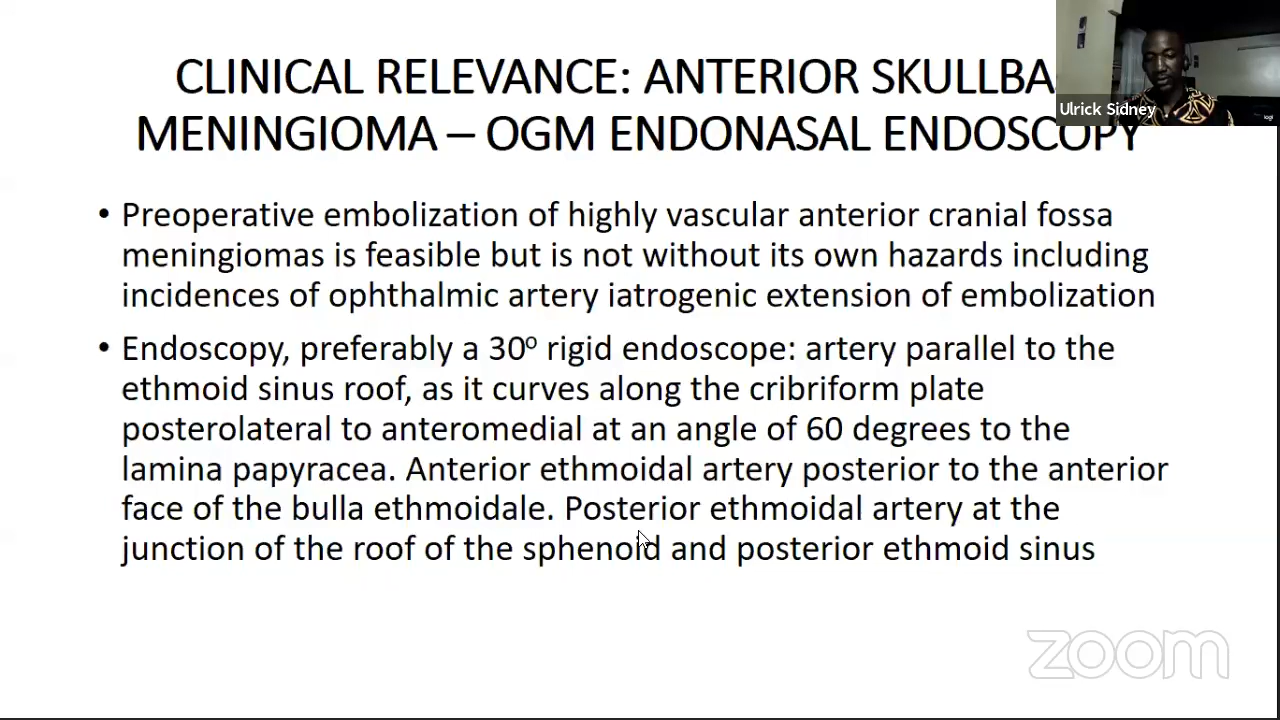 CLINICAL RELEVANCE: ANTERIOR SKULLBA
MENINGIOMA – OGM ENDONASAL ENDOSCOPY
Ulrick Sidney
• Preoperative embolization of highly vascular anterior cranial fossa
meningiomas is feasible but is not without its own hazards including
incidences of ophthalmic artery iatrogenic extension of embolization
• Endoscopy, preferably a 30º rigid endoscope: artery parallel to the
ethmoid sinus roof, as it curves along the cribriform plate
posterolateral to anteromedial at an angle of 60 degrees to the
lamina papyracea. Anterior ethmoidal artery posterior to the anterior
face of the bulla ethmoidale. Posterior ethmoidal artery at the
junction of the roof of the sphenoid and posterior ethmoid sinus
zoom